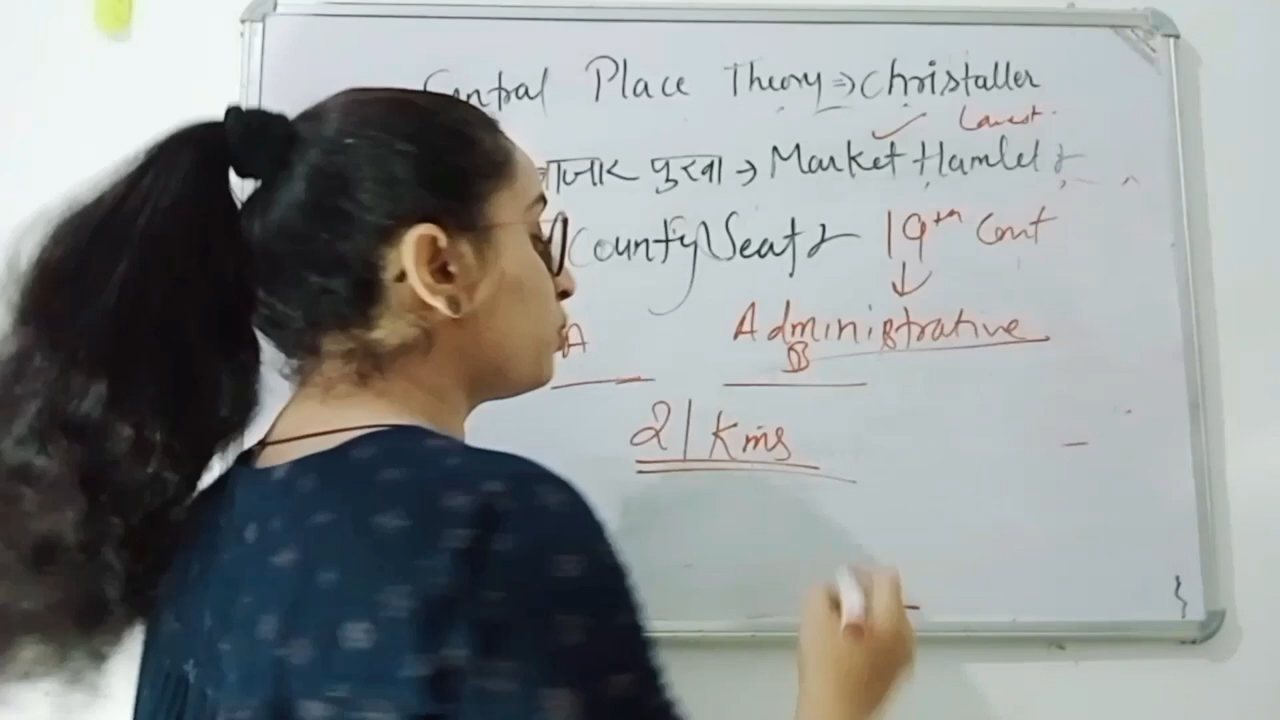 Central Place Theory ⇒ Christaller
Lowest.
बाजार पुरवा → Market Hamlet
County Seat 19th Cent
↓
A Administrative
B
21 Kms